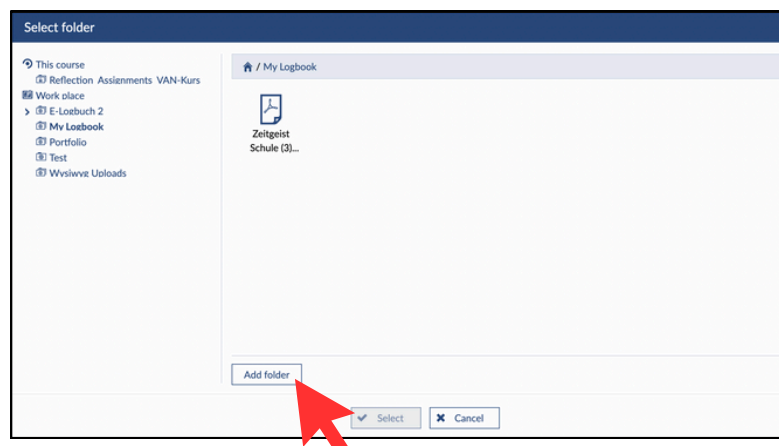 Select folder
This course
Reflection Assignments VAN-Kurs
Work place
E-Logbuch 2
My Logbook
Portfolio
Test
Wysiwyg Uploads
/ My Logbook
Zeitgeist
Schule (3)...
Add folder
Select
Cancel